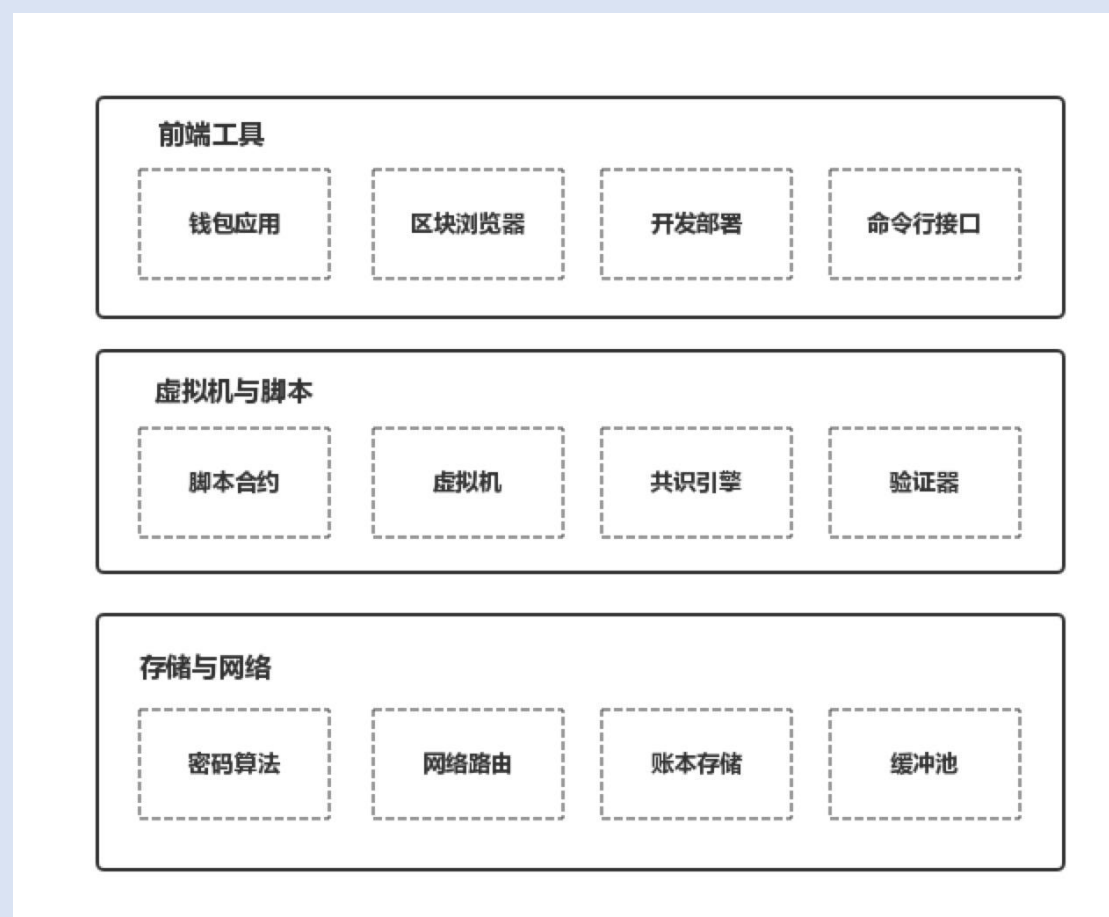 前端工具
钱包应用 区块浏览器 开发部署 命令行接口
虚拟机与脚本
脚本合约 虚拟机 共识引擎 验证器
存储与网络
密码算法 网络路由 账本存储 缓冲池